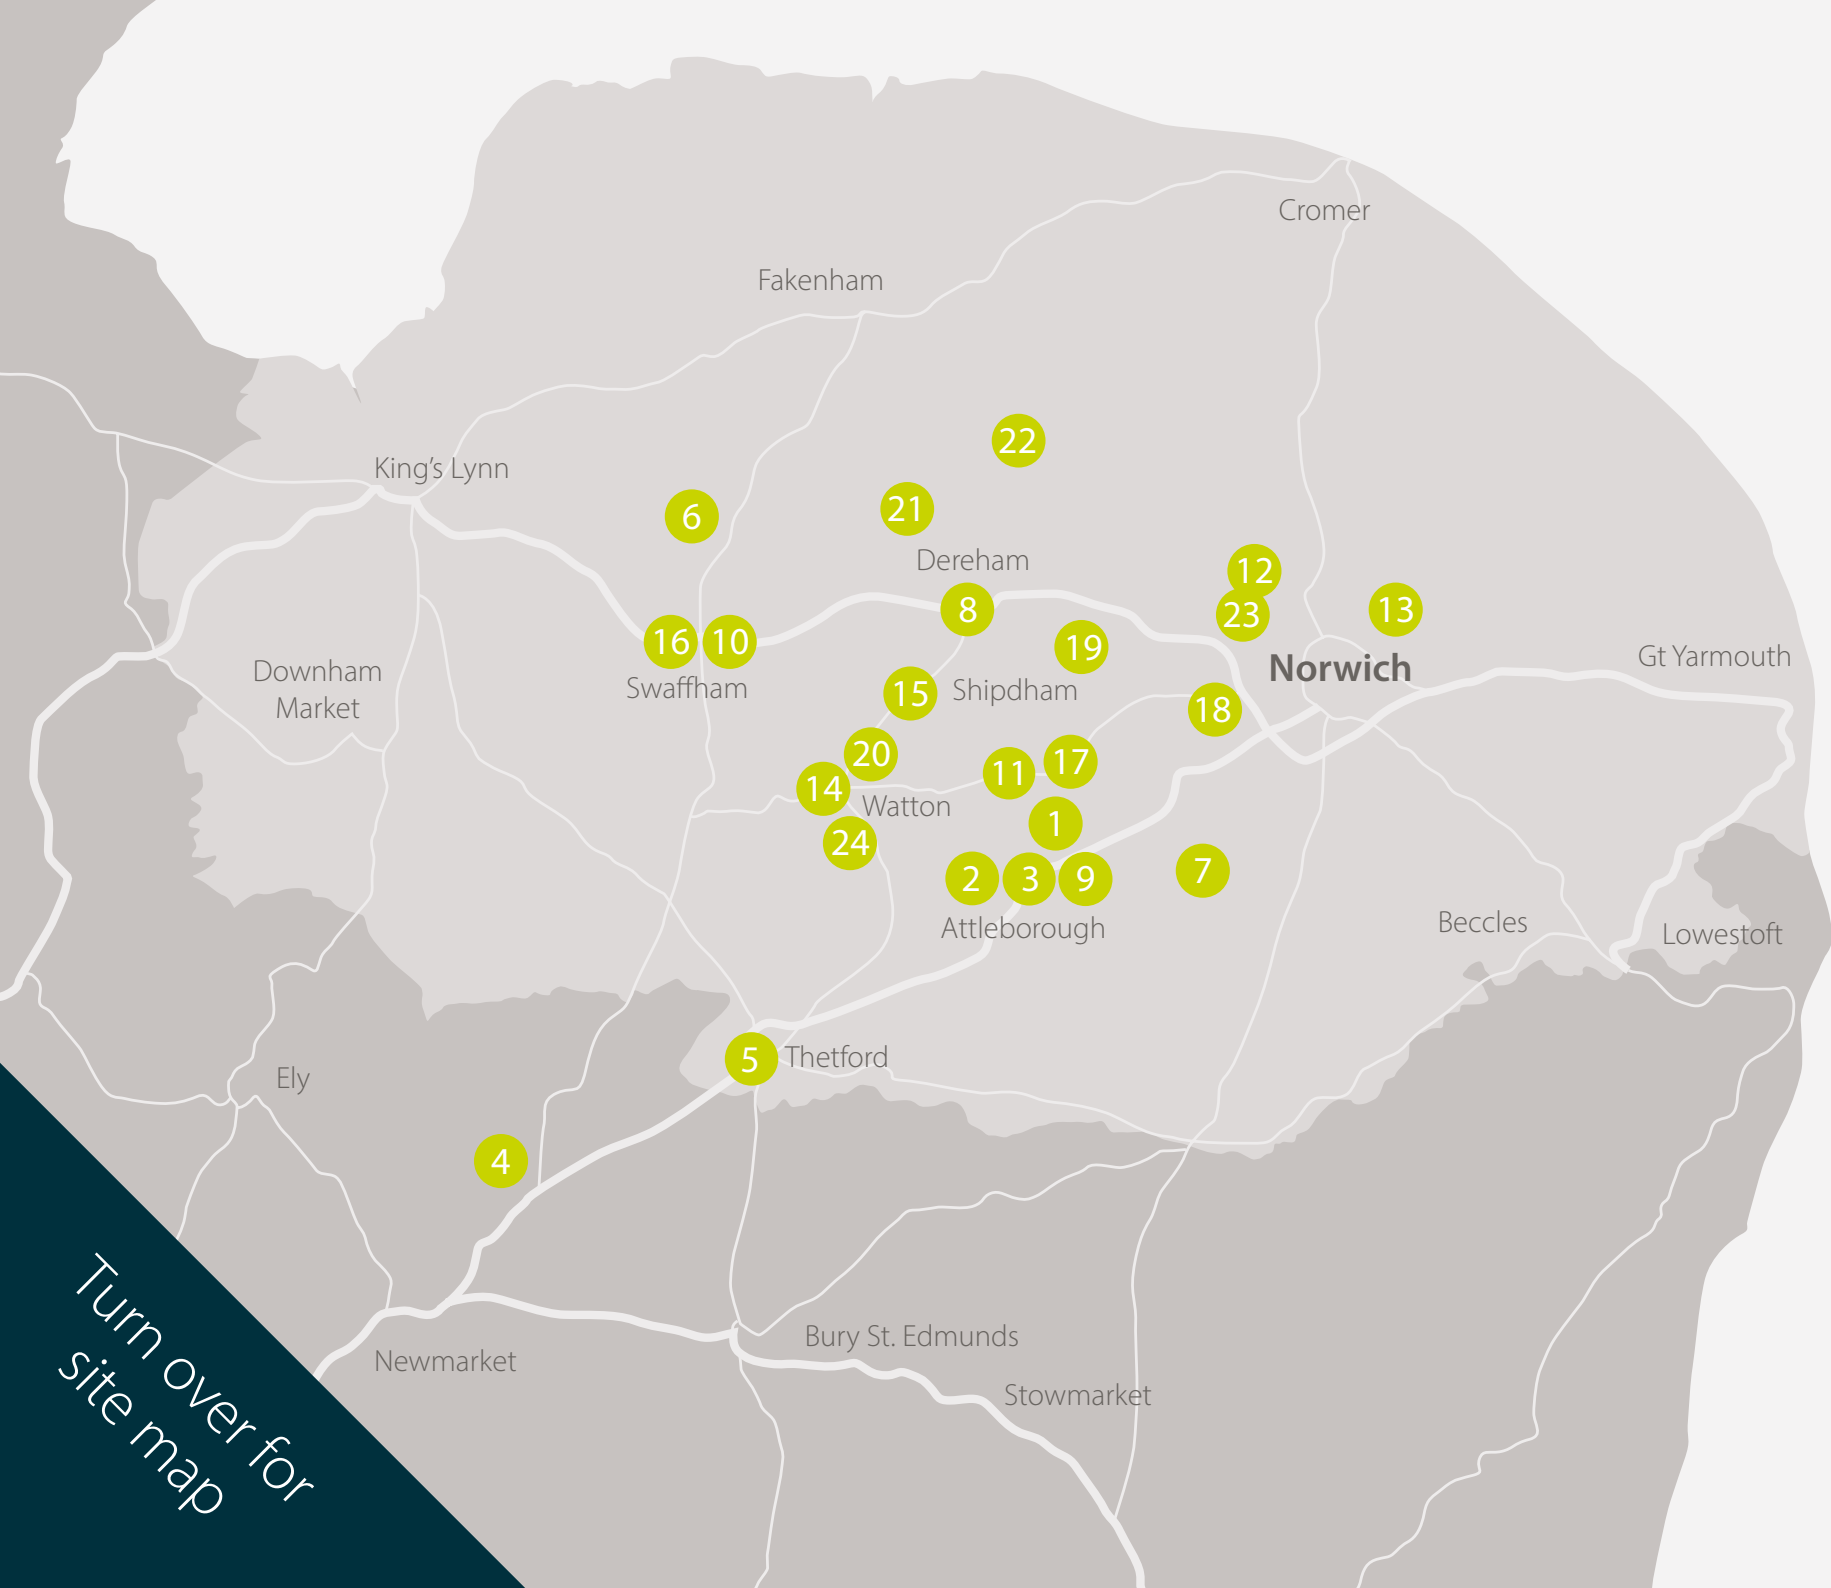 Cromer
Fakenham
22
King's Lynn
6
21
Dereham
12
8
13
23
16
10
19
Gt Yarmouth
Norwich
Downham
Market
Swaffham
15
Shipdham
18
20
17
11
14
Watton
1
24
7
2
3
9
Beccles
Attleborough
Lowestoft
5
Thetford
Ely
4
Turn over for
site map
Bury St. Edmunds
Newmarket
Stowmarket